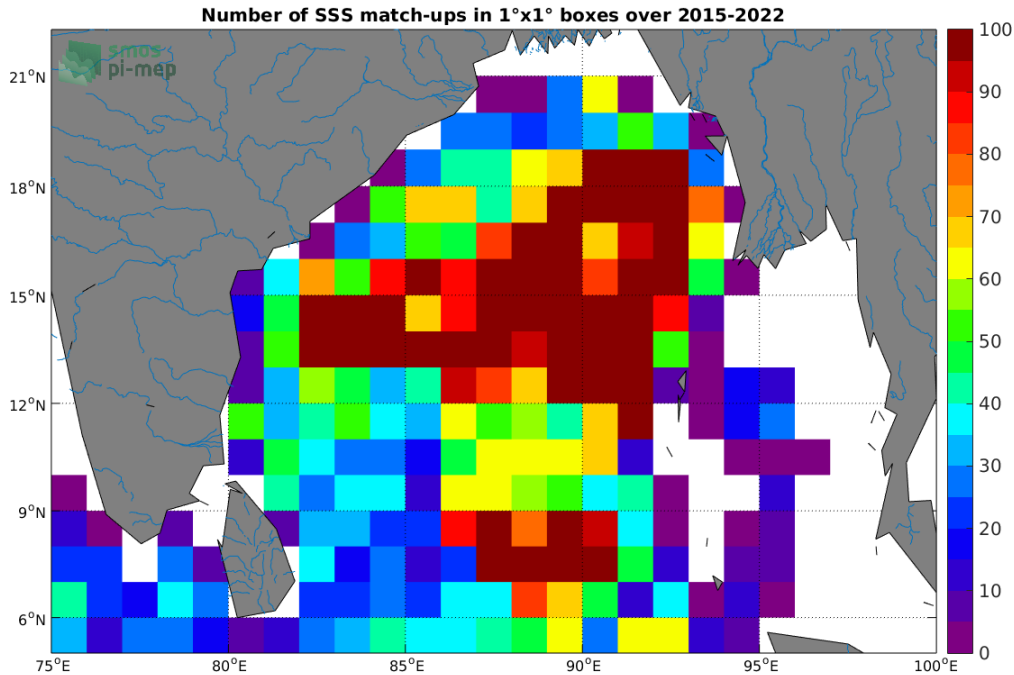 Number of SSS match-ups in 1°x1° boxes over 2015-2022
smos
pi-mep
21°N
18°N
15°N
12°N
9°N
6°N
75°E 80°E 85°E 90°E 95°E 100°E
100
90
80
70
60
50
40
30
20
10
0